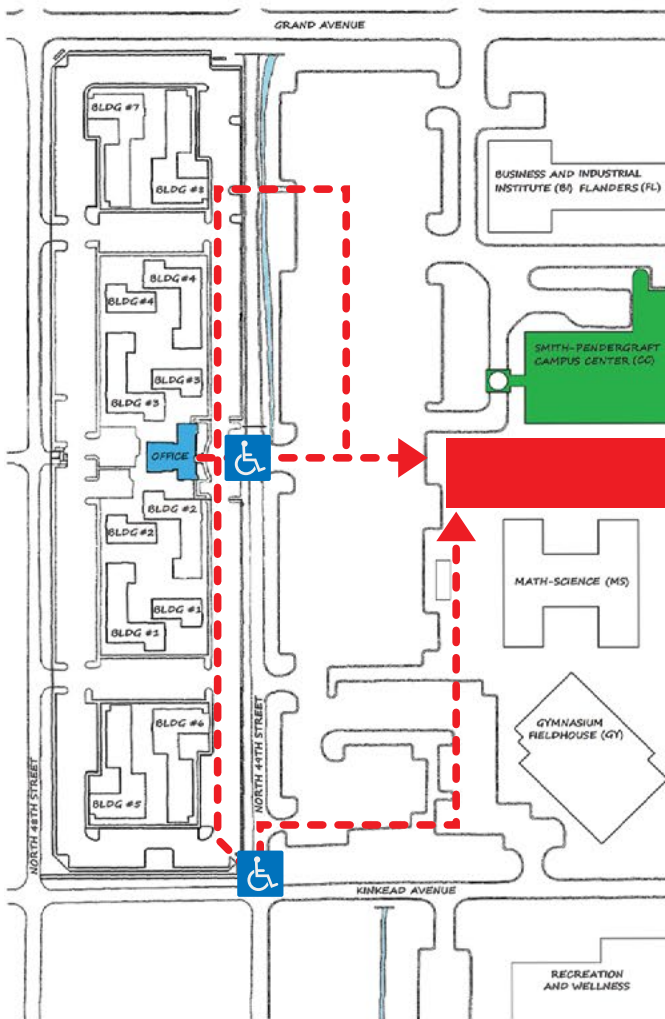 GRAND AVENUE
BLDG #7
BLDG #8
BUSINESS AND INDUSTRIAL
INSTITUTE (BI) FLANDERS (FL)
BLDG #4
BLDG #4
BLDG #3
BLDG #3
SMITH-PENDERGRAFT
CAMPUS CENTER (CC)
OFFICE
BLDG #2
BLDG #2
BLDG #1
BLDG #1
MATH-SCIENCE (MS)
BLDG #6
BLDG #5
GYMNASIUM
FIELDHOUSE (GY)
NORTH 48TH STREET
NORTH 49TH STREET
KINKEAD AVENUE
RECREATION
AND WELLNESS